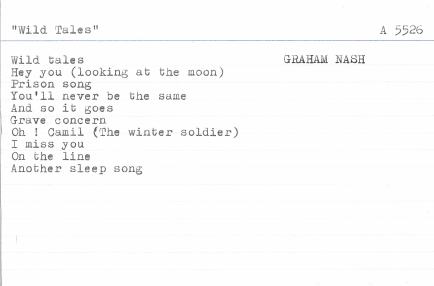 "Wild Tales" A 5526
Wild tales GRAHAM NASH
Hey you (looking at the moon)
Prison song
You'll never be the same
And so it goes
Grave concern
Oh ! Camil (The winter soldier)
I miss you
On the line
Another sleep song